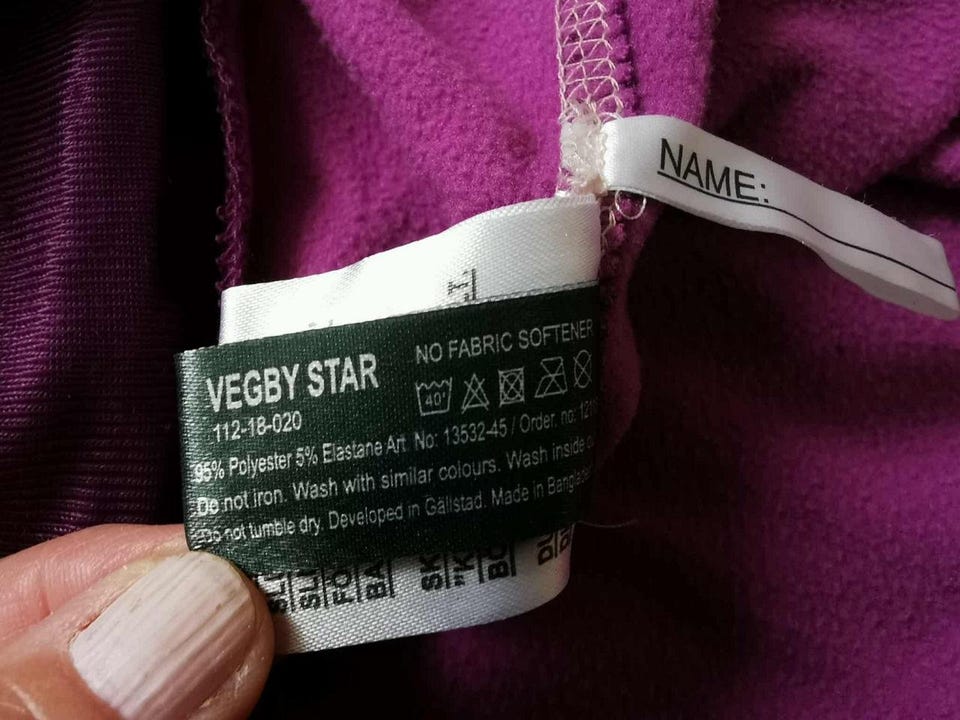 NAME:
VEGBY STAR
112-18-020
NO FABRIC SOFTENER
40°
95% Polyester 5% Elastane Art. No: 13532-45 / Order. no:
Do not iron. Wash with similar colours. Wash inside
Do not tumble dry. Developed in Gällstad. Made in